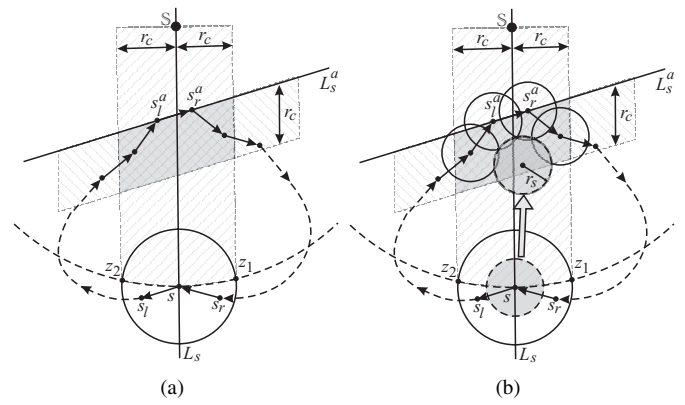 S
r_c r_c
L_s^a
s_l^a s_r^a
r_c
z_2 z_1
s_l s s_r
L_s
(a)
S
r_c r_c
L_s^a
s_l^a s_r^a
r_c
r_s
z_2 z_1
s_l s s_r
L_s
(b)